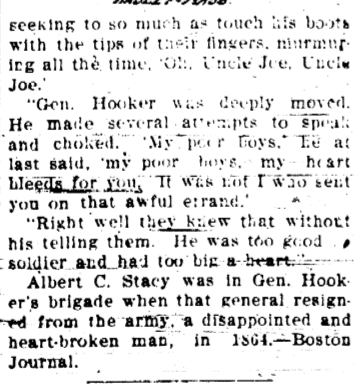 seeking to so much as touch his boots
with the tips of their fingers, murmur-
ing all the time, 'Oh, Uncle Joe, Uncle
Joe.'
"Gen. Hooker was deeply moved.
He made several attempts to speak
and choked. 'My poor boys,' he at
last said, 'my poor boys, my heart
bleeds for you. It was not I who sent
you on that awful errand.'
"Right well they knew that without
his telling them. He was too good
soldier and had too big a heart."
Albert C. Stacy was in Gen. Hook-
er's brigade when that general resign-
ed from the army, a disappointed and
heart-broken man, in 1864.—Boston
Journal.